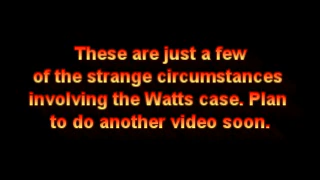 These are just a few
of the strange circumstances
involving the Watts case. Plan
to do another video soon.